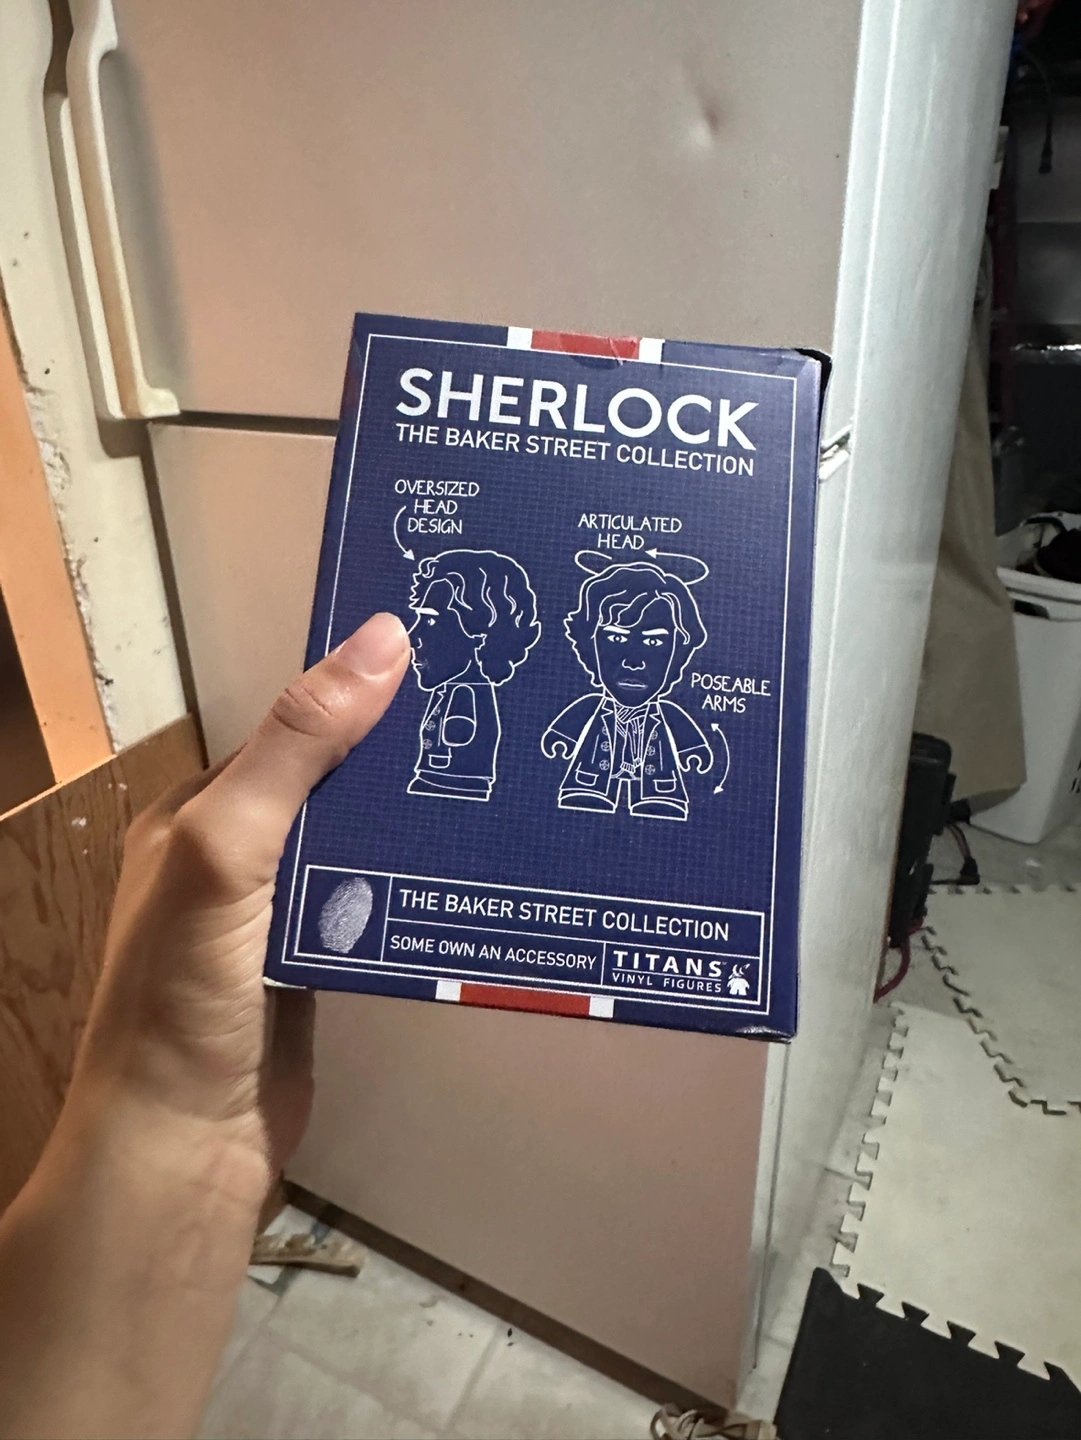 SHERLOCK
THE BAKER STREET COLLECTION
OVERSIZED
HEAD
DESIGN
ARTICULATED
HEAD
POSEABLE
ARMS
THE BAKER STREET COLLECTION
SOME OWN AN ACCESSORY
TITANS
VINYL FIGURES